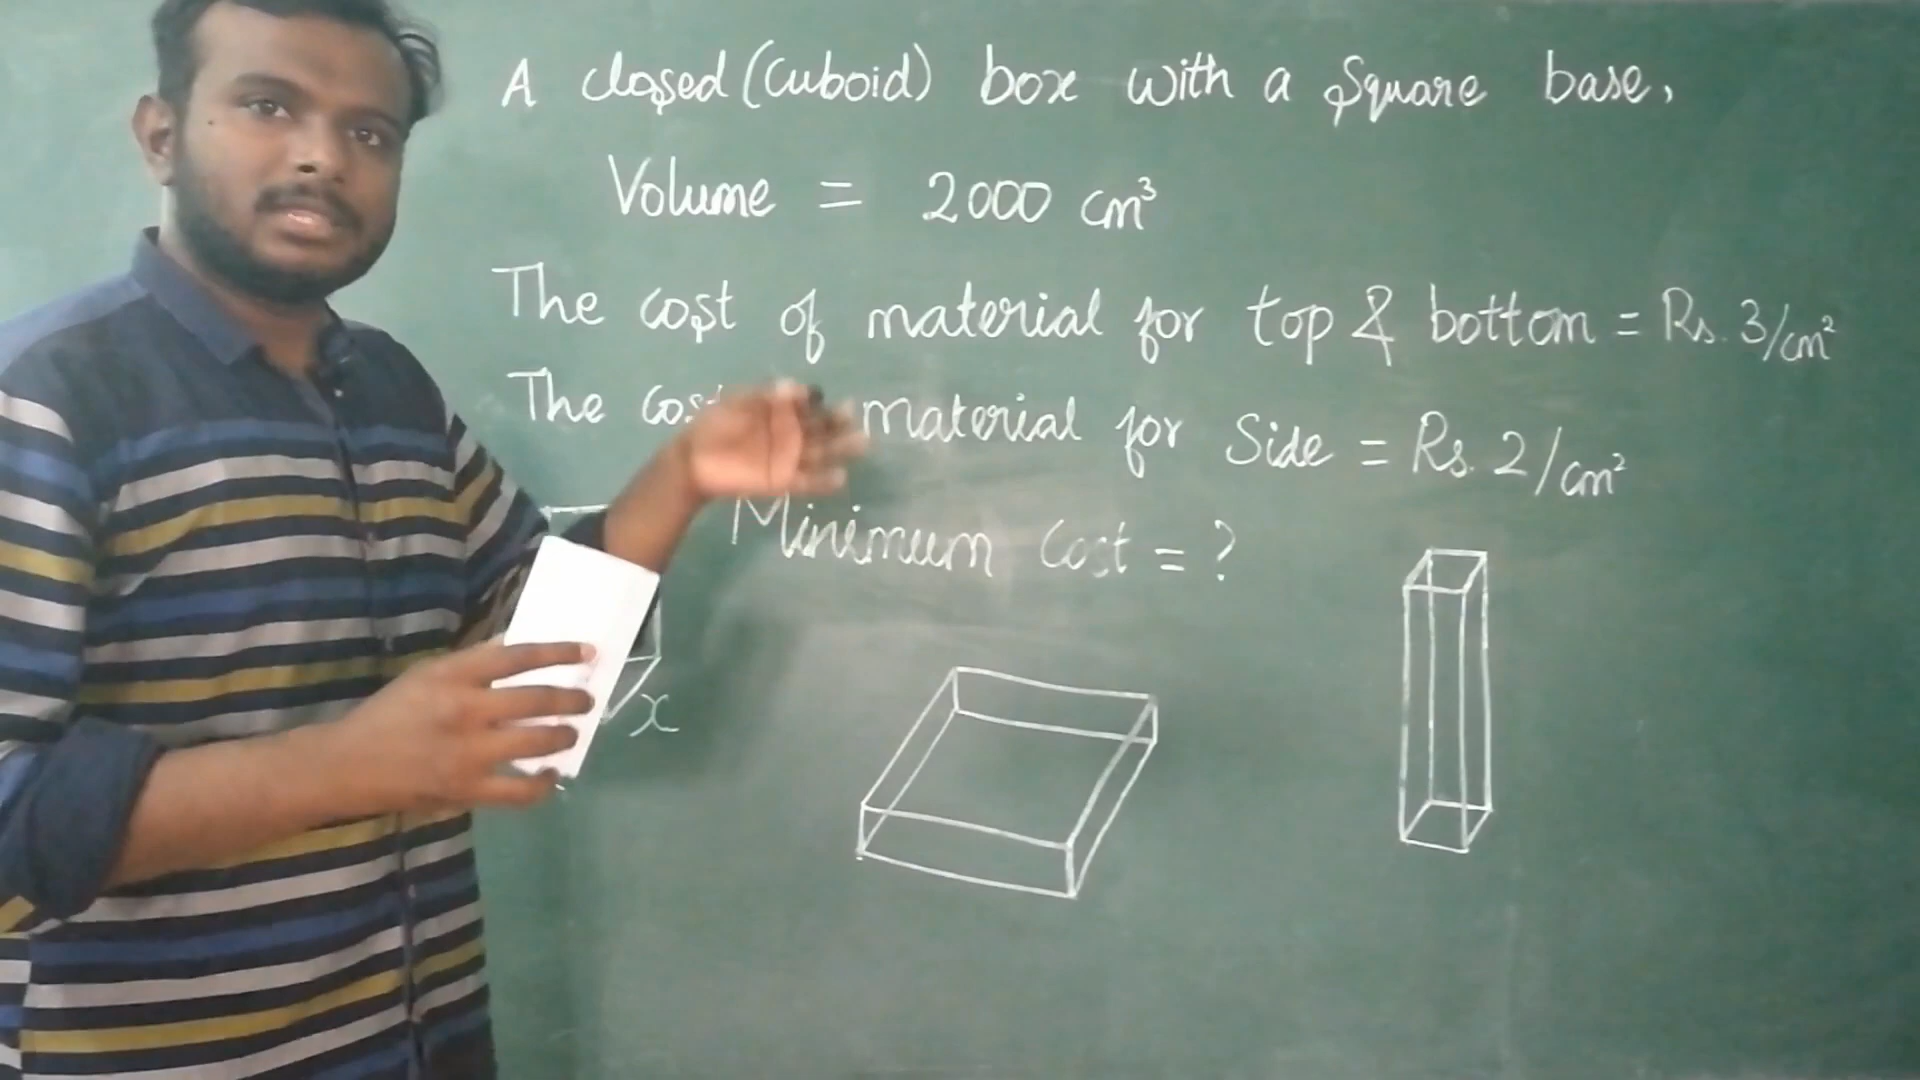 A closed (Cuboid) box with a Square base,
Volume = 2000 cm³
The cost of material for top & bottom = Rs. 3/cm²
The cost material for Side = Rs. 2/cm²
Minimum Cost = ?
x